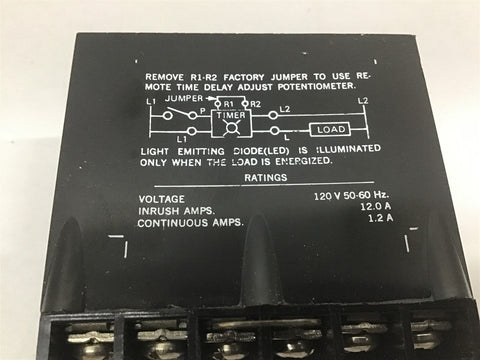 REMOVE R1-R2 FACTORY JUMPER TO USE RE-
MOTE TIME DELAY ADJUST POTENTIOMETER.
JUMPER
L1 P R1 R2 L2 L2
TIMER
L1 L LOAD
LIGHT EMITTING DIODE(LED) IS ILLUMINATED
ONLY WHEN THE LOAD IS ENERGIZED.
RATINGS
VOLTAGE 120 V 50-60 Hz.
INRUSH AMPS. 12.0 A
CONTINUOUS AMPS. 1.2 A